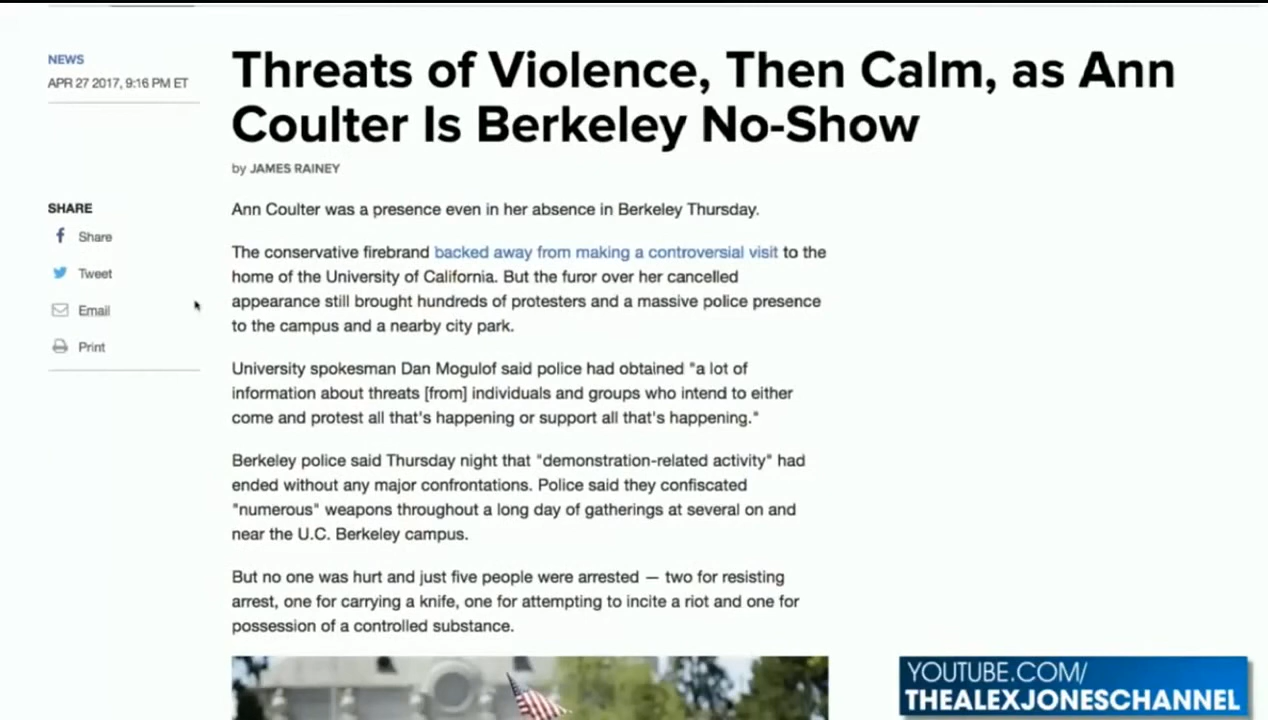 NEWS
APR 27 2017, 9:16 PM ET
Threats of Violence, Then Calm, as Ann
Coulter Is Berkeley No-Show
by JAMES RAINEY
SHARE
Share
Tweet
Email
Print
Ann Coulter was a presence even in her absence in Berkeley Thursday.
The conservative firebrand backed away from making a controversial visit to the
home of the University of California. But the furor over her cancelled
appearance still brought hundreds of protesters and a massive police presence
to the campus and a nearby city park.
University spokesman Dan Mogulof said police had obtained "a lot of
information about threats [from] individuals and groups who intend to either
come and protest all that's happening or support all that's happening."
Berkeley police said Thursday night that "demonstration-related activity" had
ended without any major confrontations. Police said they confiscated
"numerous" weapons throughout a long day of gatherings at several on and
near the U.C. Berkeley campus.
But no one was hurt and just five people were arrested — two for resisting
arrest, one for carrying a knife, one for attempting to incite a riot and one for
possession of a controlled substance.
YOUTUBE.COM/
THEALEXJONESCHANNEL